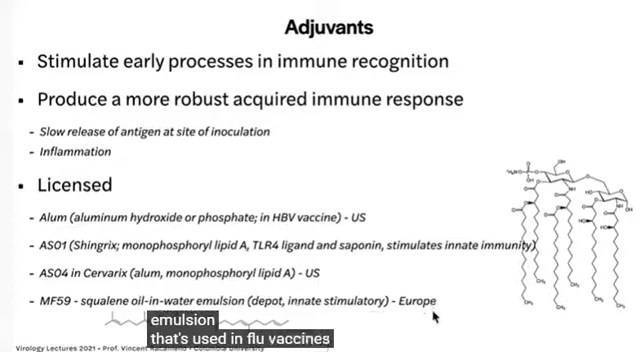 Adjuvants
▪ Stimulate early processes in immune recognition
▪ Produce a more robust acquired immune response
- Slow release of antigen at site of inoculation
- Inflammation
▪ Licensed
- Alum (aluminum hydroxide or phosphate; in HBV vaccine) - US
- AS01 (Shingrix; monophosphoryl lipid A, TLR4 ligand and saponin, stimulates innate immunity)
- AS04 in Cervarix (alum, monophosphoryl lipid A) - US
- MF59 - squalene oil-in-water emulsion (depot, innate stimulatory) - Europe
emulsion
that's used in flu vaccines
Virology Lectures 2021 • Prof. Vincent